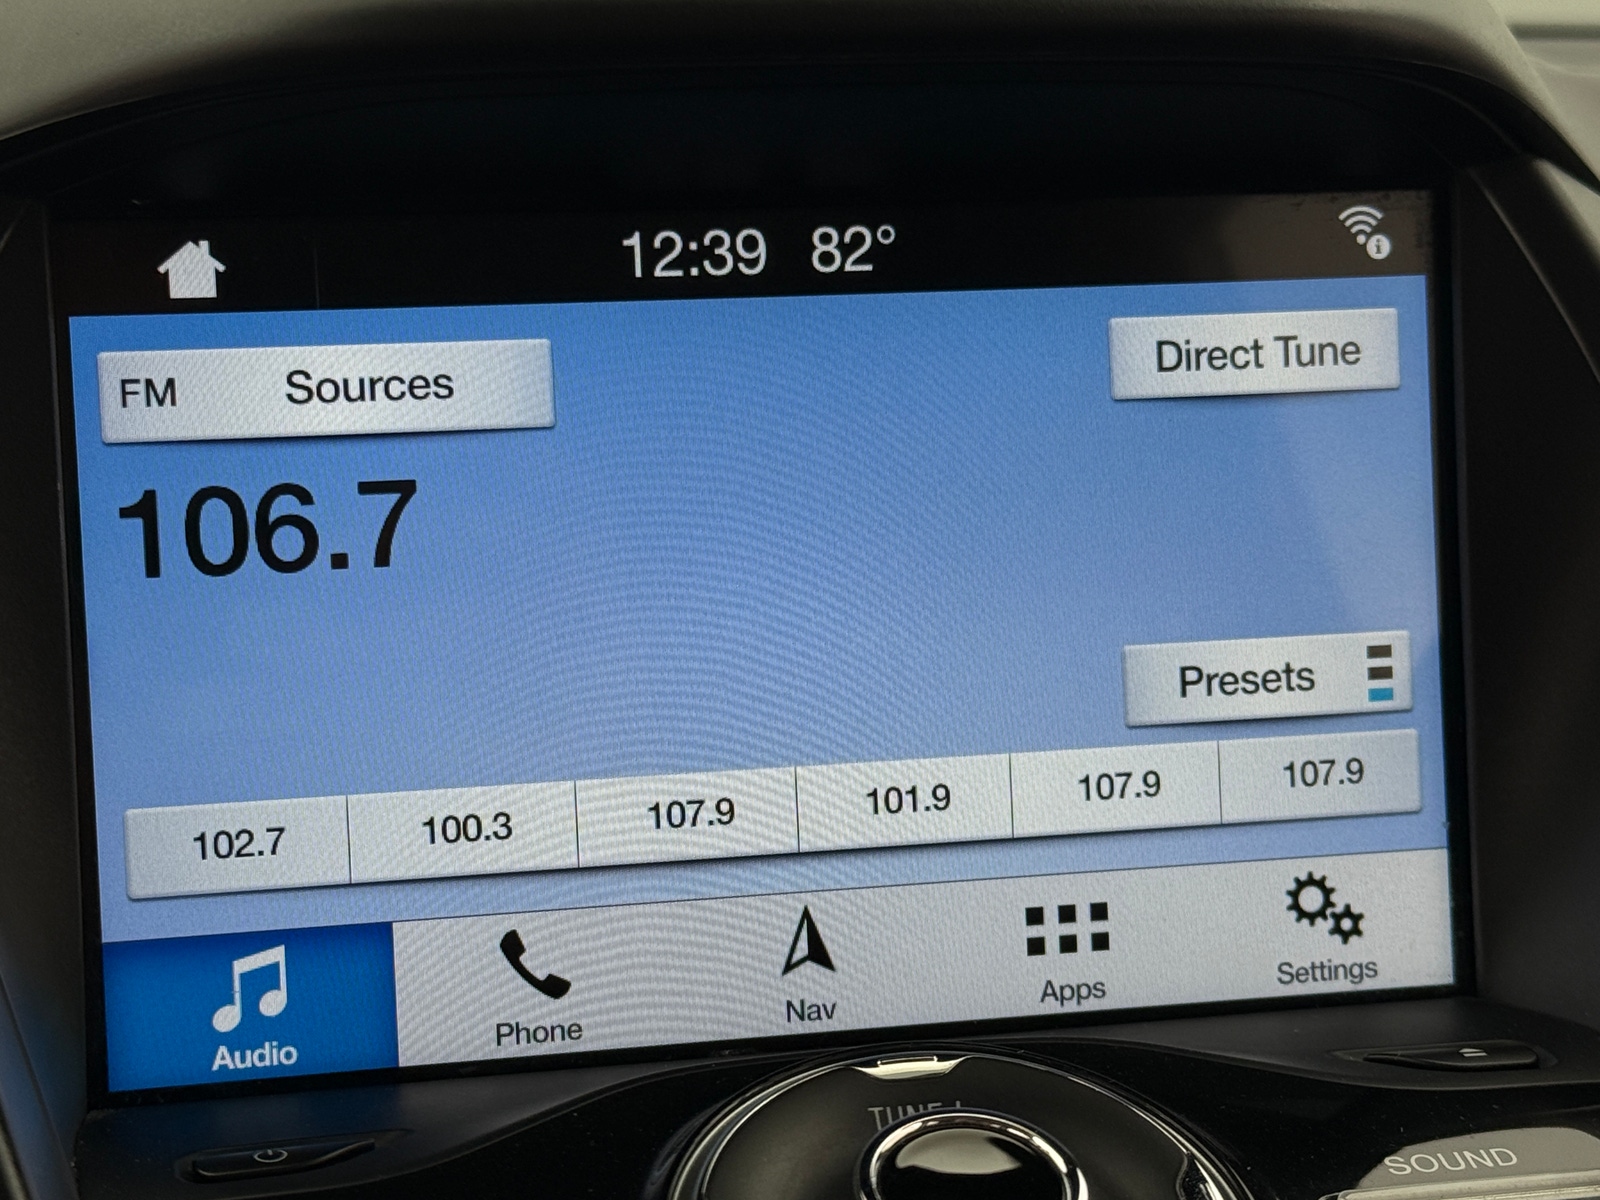 12:39 82°
FM Sources
Direct Tune
106.7
Presets
102.7 100.3 107.9 101.9 107.9 107.9
Audio Phone Nav Apps Settings
TUNE
SOUND